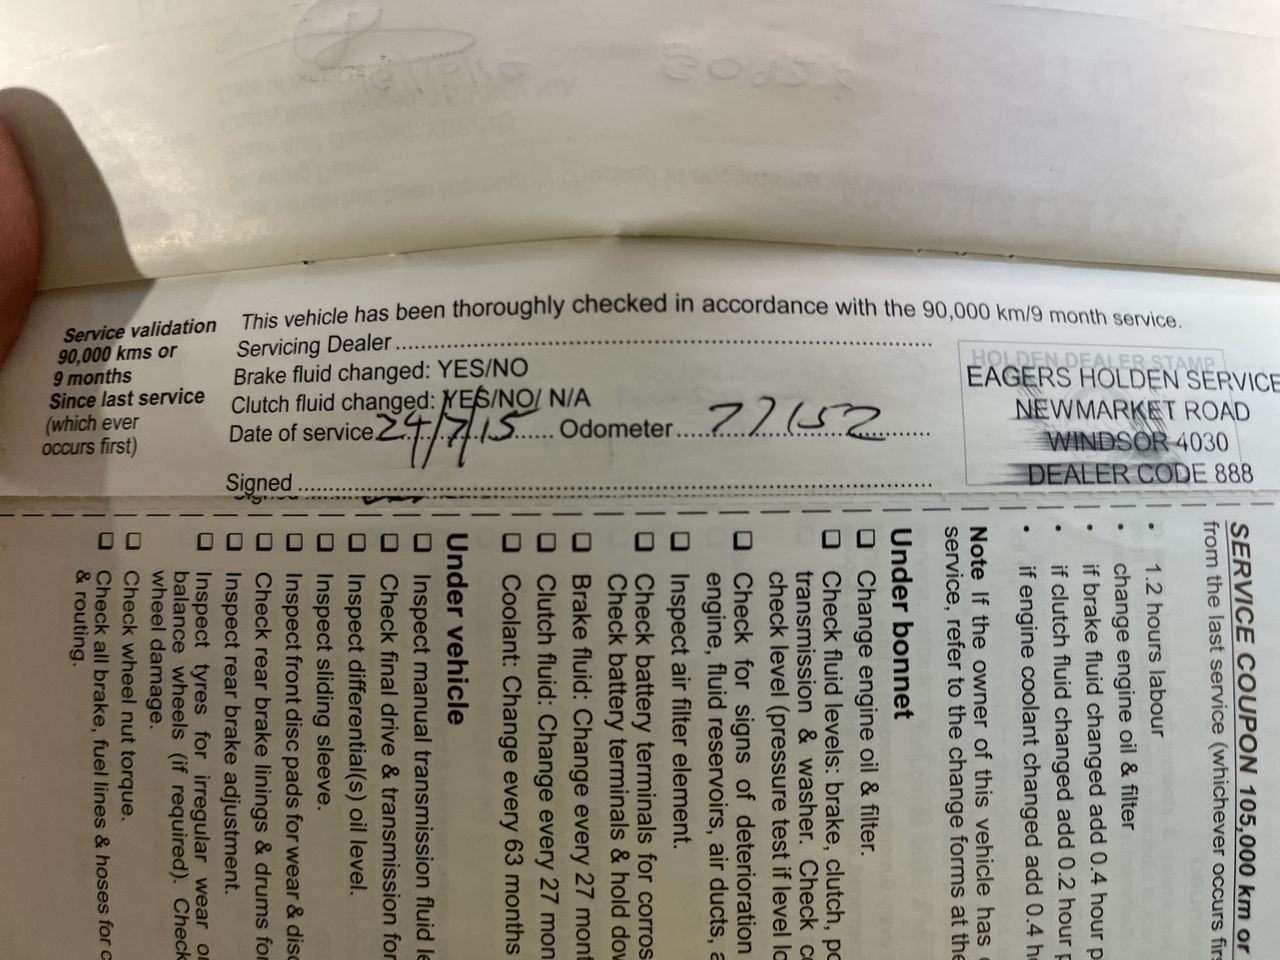 Service validation
90,000 kms or
9 months
Since last service
(which ever
occurs first)
This vehicle has been thoroughly checked in accordance with the 90,000 km/9 month service.
Servicing Dealer
Brake fluid changed: YES/NO
Clutch fluid changed: YES/NO/ N/A
Date of service 24/7/15 Odometer 77152
Signed
HOLDEN DEALER STAMP
EAGERS HOLDEN SERVICE
NEWMARKET ROAD
WINDSOR 4030
DEALER CODE 888
SERVICE COUPON 105,000 km or
from the last service (whichever occurs
• 1.2 hours labour
• change engine oil & filter
• if brake fluid changed add 0.4 hour
• if clutch fluid changed add 0.2 hour
• if engine coolant changed add 0.4
Note If the owner of this vehicle has
service, refer to the change forms at the
Under bonnet
☐ Change engine oil & filter.
☐ Check fluid levels: brake, clutch,
transmission & washer. Check
check level (pressure test if level
☐ Check for signs of deterioration
engine, fluid reservoirs, air ducts,
☐ Inspect air filter element.
☐ Check battery terminals for
Check battery terminals & hold
☐ Brake fluid: Change every 27
☐ Clutch fluid: Change every 27
☐ Coolant: Change every 63 months
Under vehicle
☐ Inspect manual transmission fluid
☐ Check final drive & transmission for
☐ Inspect differential(s) oil level.
☐ Inspect sliding sleeve.
☐ Inspect front disc pads for wear &
☐ Check rear brake linings & drums for
☐ Inspect rear brake adjustment.
☐ Inspect tyres for irregular wear
balance wheels (if required). Check
wheel damage.
☐ Check wheel nut torque.
☐ Check all brake, fuel lines & hoses for
& routing.